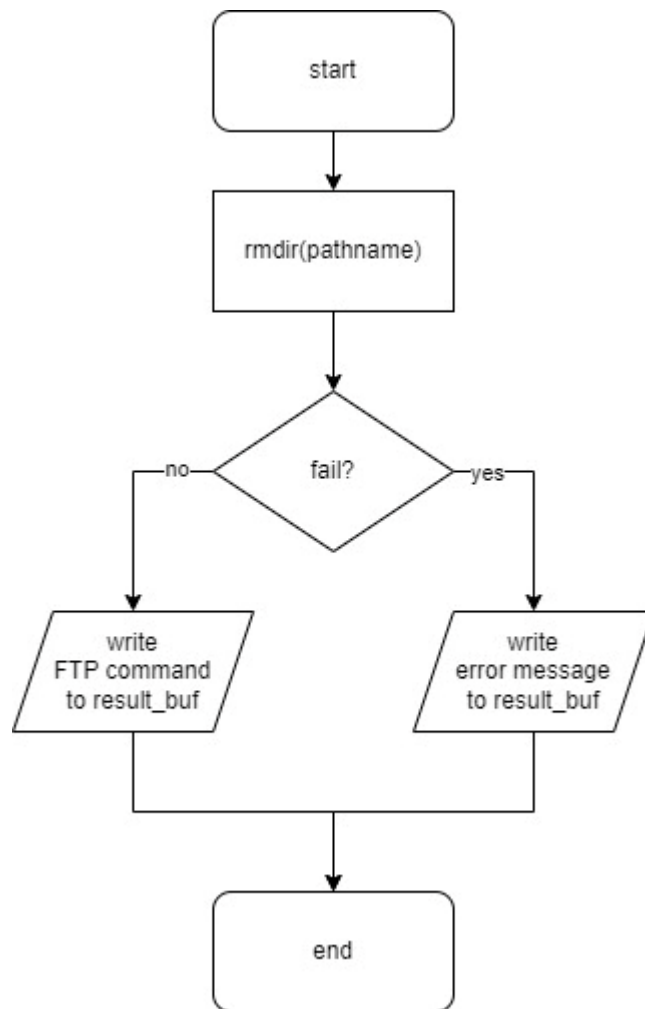 start
rmdir(pathname)
fail?
no
yes
write
FTP command
to result_buf
write
error message
to result_buf
end